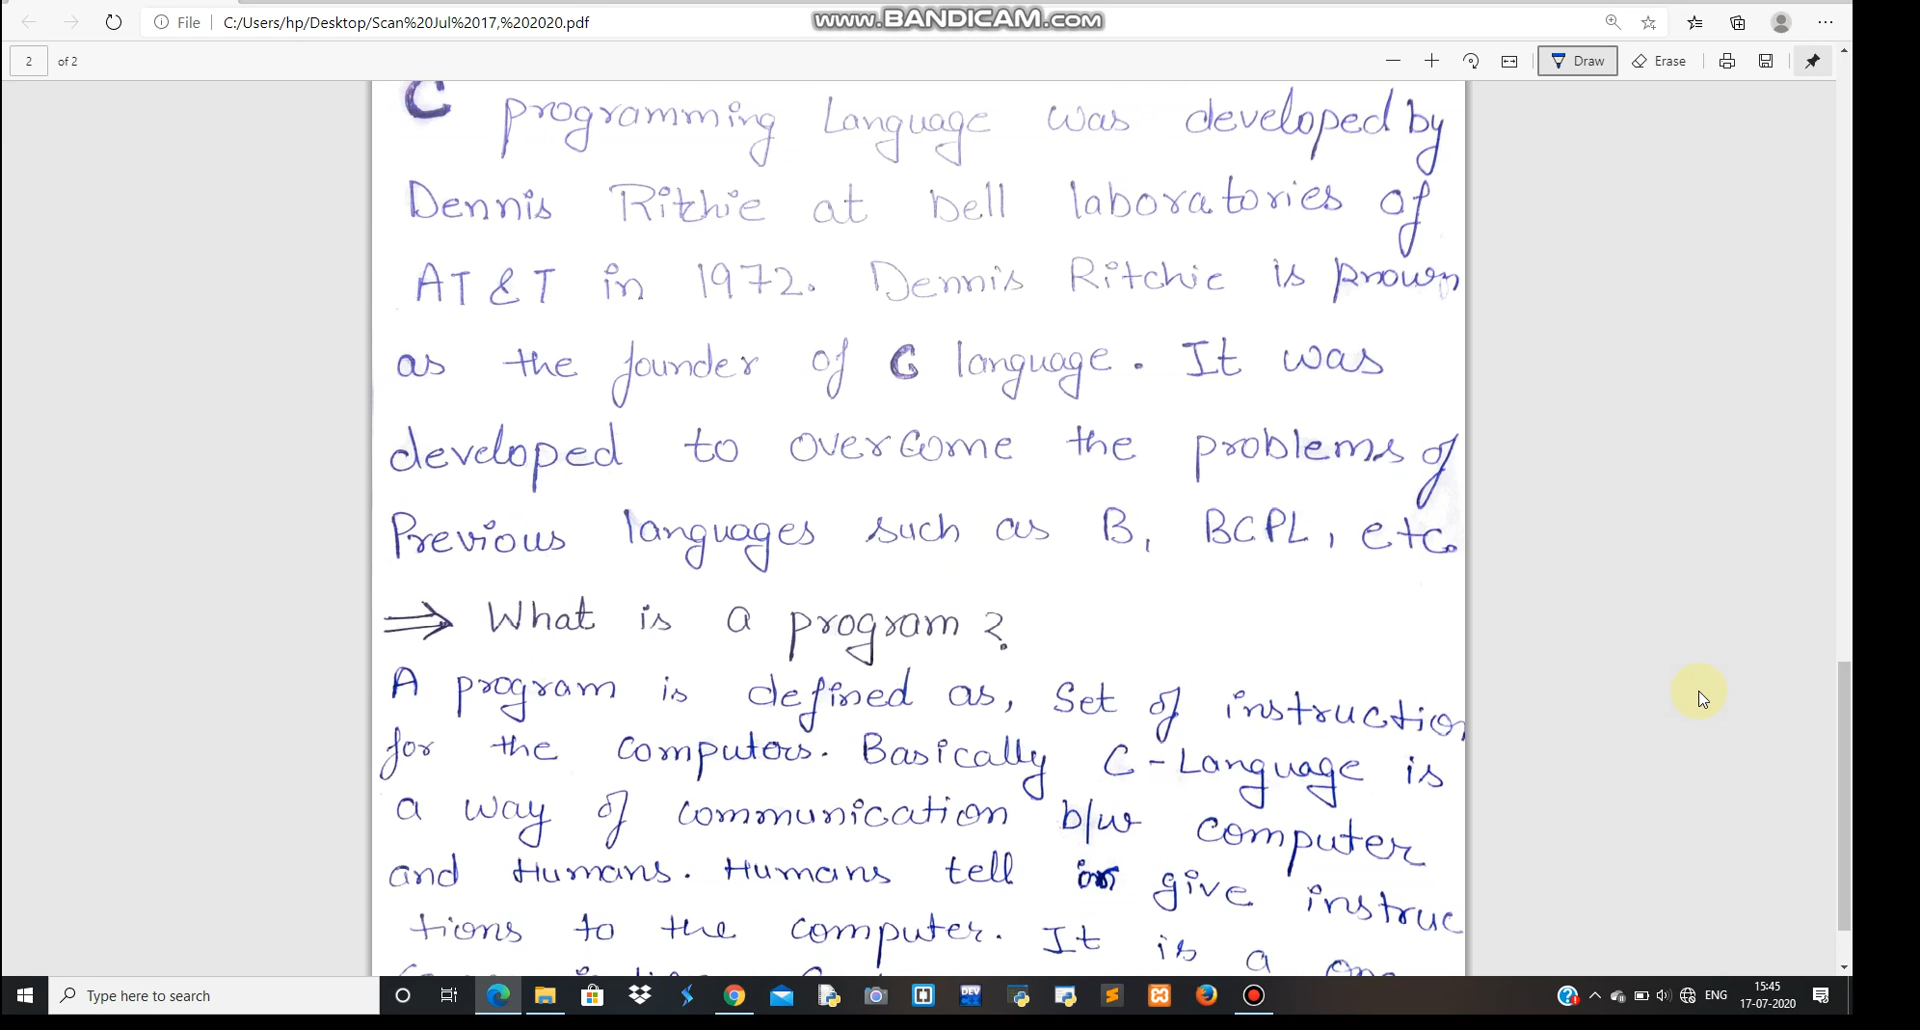 File C:/Users/hp/Desktop/Scan%20Jul%2017,%202020.pdf
www.BANDICAM.com
2 of 2
Draw Erase
C programming Language was developed by
Dennis Ritchie at Bell laboratories of
AT & T in 1972. Dennis Ritchie is known
as the founder of C language. It was
developed to overcome the problems of
Previous languages such as B, BCPL, etc.
⇒ What is a program?
A program is defined as, Set of instruction
for the computers. Basically C-Language is
a way of communication b/w computer
and Humans. Humans tell or give instruc
tions to the computer. It is a one
Type here to search
DEV
ENG
15:45
17-07-2020